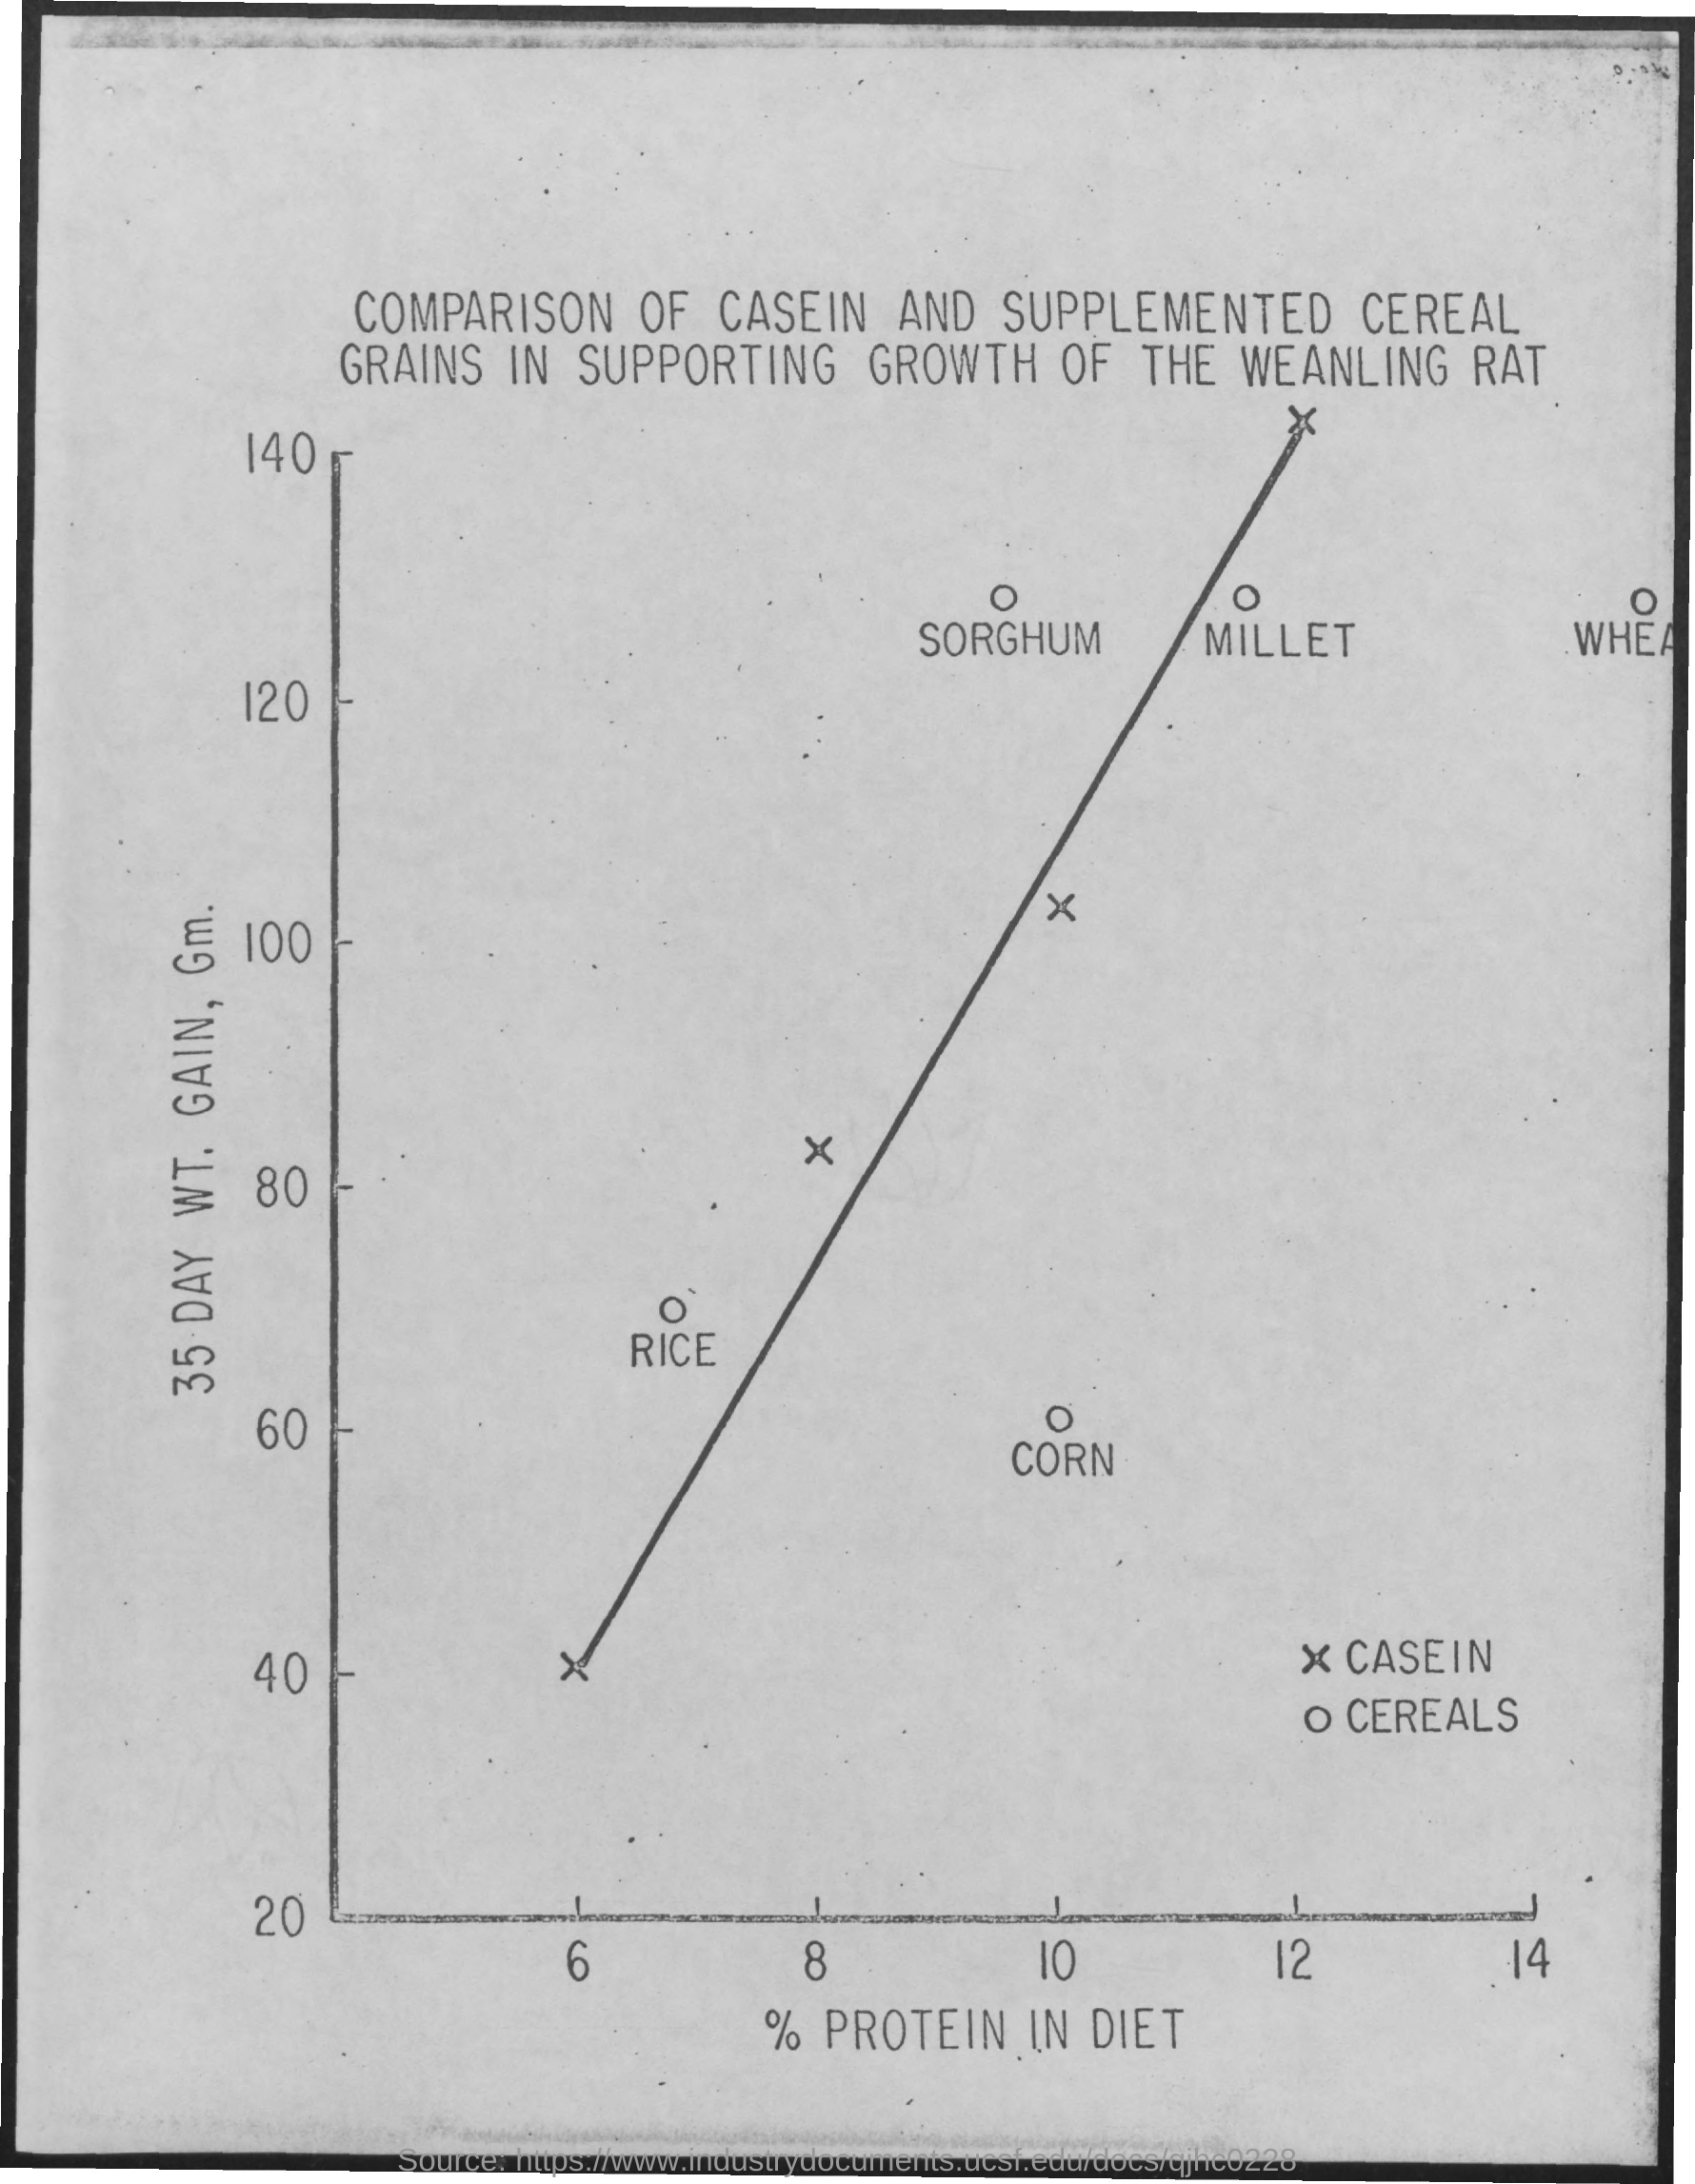 COMPARISON OF CASEIN AND SUPPLEMENTED CEREAL
GRAINS IN SUPPORTING GROWTH OF THE WEANLING RAT
140
120
100
80
60
40
20
35 DAY WT. GAIN, Gm.
SORGHUM
MILLET
WHEA
RICE
CORN
x CASEIN
o CEREALS
6 8 10 12 14
% PROTEIN IN DIET
Source: https://www.industrydocuments.ucsf.edu/docs/qjhc0228